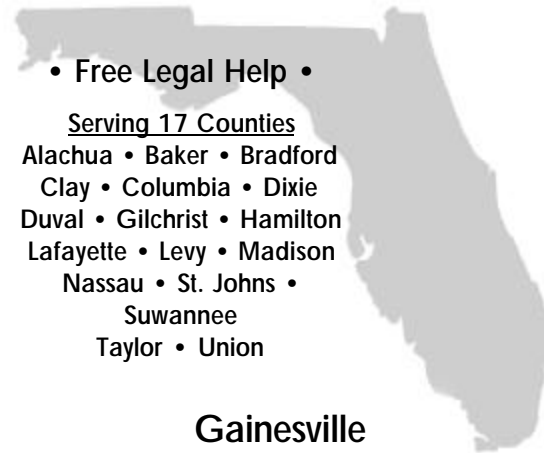 • Free Legal Help •
Serving 17 Counties
Alachua • Baker • Bradford
Clay • Columbia • Dixie
Duval • Gilchrist • Hamilton
Lafayette • Levy • Madison
Nassau • St. Johns •
Suwannee
Taylor • Union
Gainesville